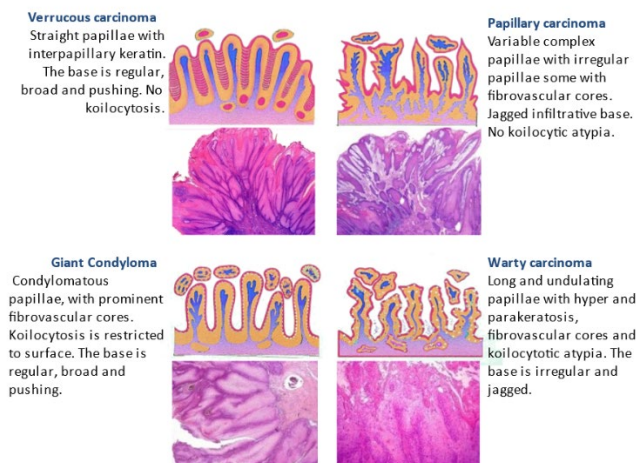 Verrucous carcinoma
Straight papillae with
interpapillary keratin.
The base is regular,
broad and pushing. No
koilocytosis.
Papillary carcinoma
Variable complex
papillae with irregular
papillae some with
fibrovascular cores.
Jagged infiltrative base.
No koilocytic atypia.
Giant Condyloma
Condylomatous
papillae, with prominent
fibrovascular cores.
Koilocytosis is restricted
to surface. The base is
regular, broad and
pushing.
Warty carcinoma
Long and undulating
papillae with hyper and
parakeratosis,
fibrovascular cores and
koilocytotic atypia. The
base is irregular and
jagged.